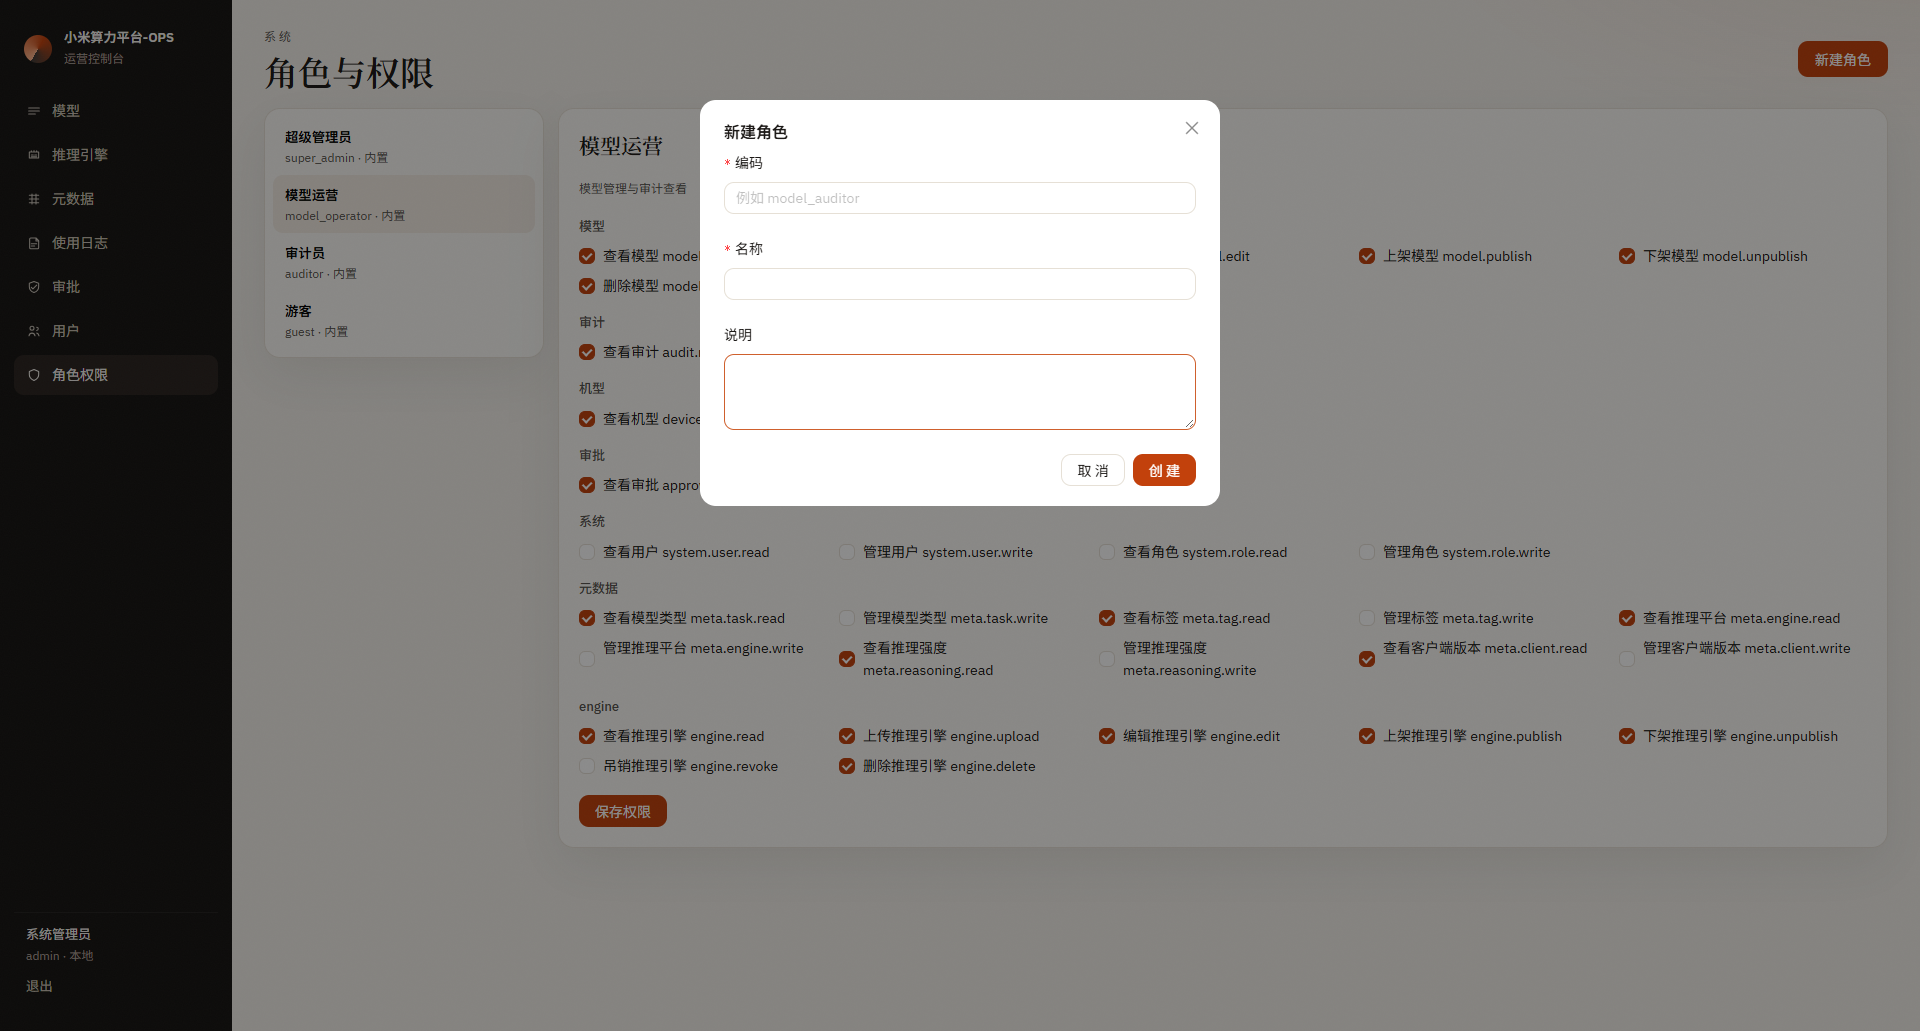 小米算力平台-OPS
运营控制台
模型
推理引擎
元数据
使用日志
审批
用户
角色权限
系统管理员
admin · 本地
退出
系统
角色与权限
新建角色
超级管理员
super_admin · 内置
模型运营
model_operator · 内置
审计员
auditor · 内置
游客
guest · 内置
模型运营
模型管理与审计查看
模型
查看模型 model
.edit
上架模型 model.publish
下架模型 model.unpublish
删除模型 model
审计
查看审计 audit.
机型
查看机型 device
审批
查看审批 appro
系统
查看用户 system.user.read
管理用户 system.user.write
查看角色 system.role.read
管理角色 system.role.write
元数据
查看模型类型 meta.task.read
管理模型类型 meta.task.write
查看标签 meta.tag.read
管理标签 meta.tag.write
查看推理平台 meta.engine.read
管理推理平台 meta.engine.write
查看推理强度
meta.reasoning.read
管理推理强度
meta.reasoning.write
查看客户端版本 meta.client.read
管理客户端版本 meta.client.write
engine
查看推理引擎 engine.read
上传推理引擎 engine.upload
编辑推理引擎 engine.edit
上架推理引擎 engine.publish
下架推理引擎 engine.unpublish
吊销推理引擎 engine.revoke
删除推理引擎 engine.delete
保存权限
新建角色
* 编码
例如 model_auditor
* 名称
说明
取 消
创 建